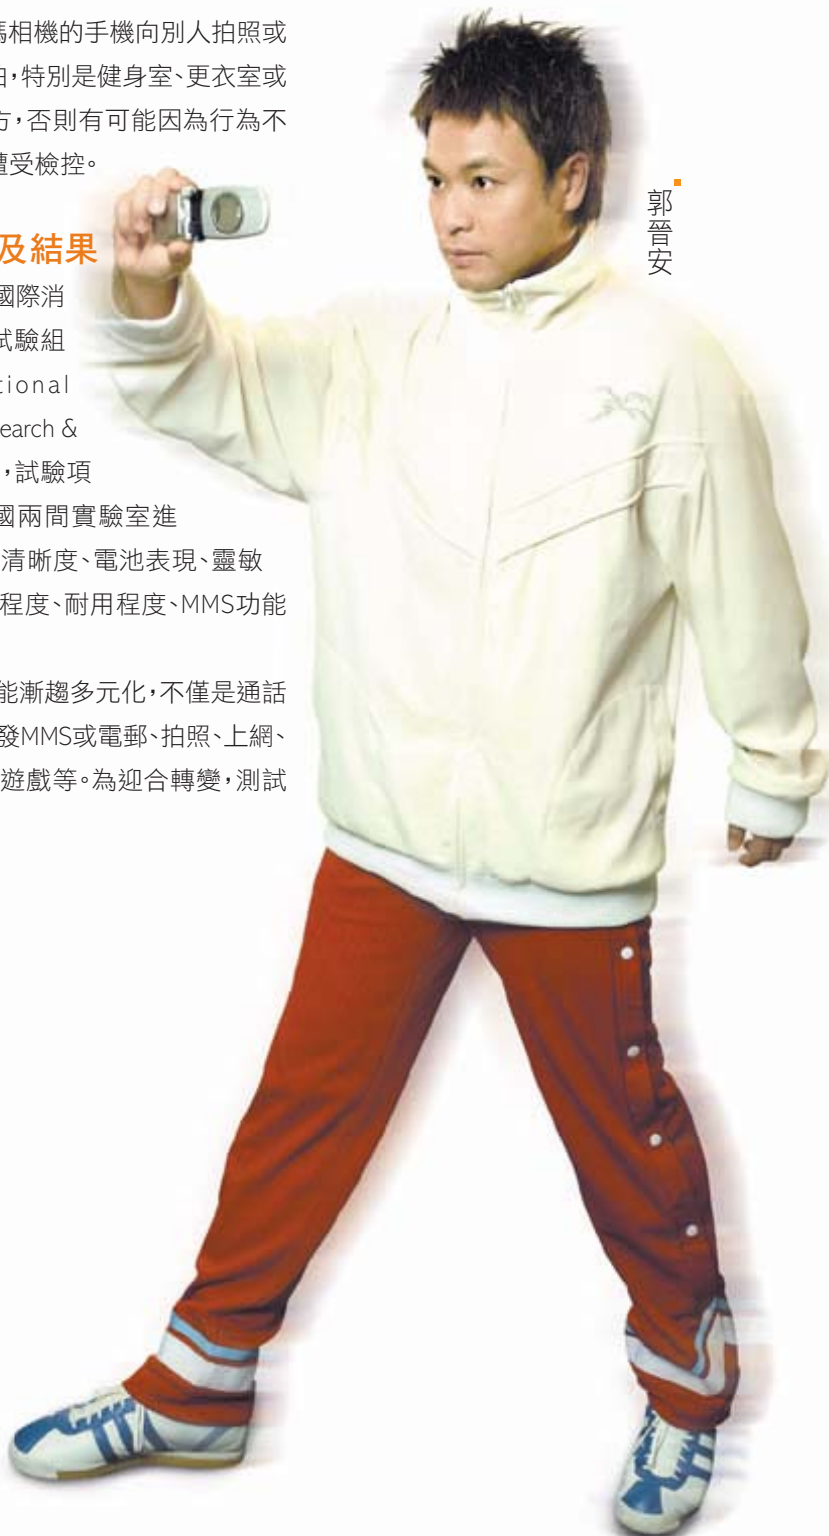 碼相機的手機向別人拍照或
拍，特別是健身室、更衣室或
方，否則有可能因為行為不
遭受檢控。
及結果
國際消
試驗組
tional
earch &
，試驗項
國兩間實驗室進
清晰度、電池表現、靈敏
程度、耐用程度、MMS功能
能漸趨多元化，不僅是通話
發MMS或電郵、拍照、上網、
遊戲等。為迎合轉變，測試
郭晉安